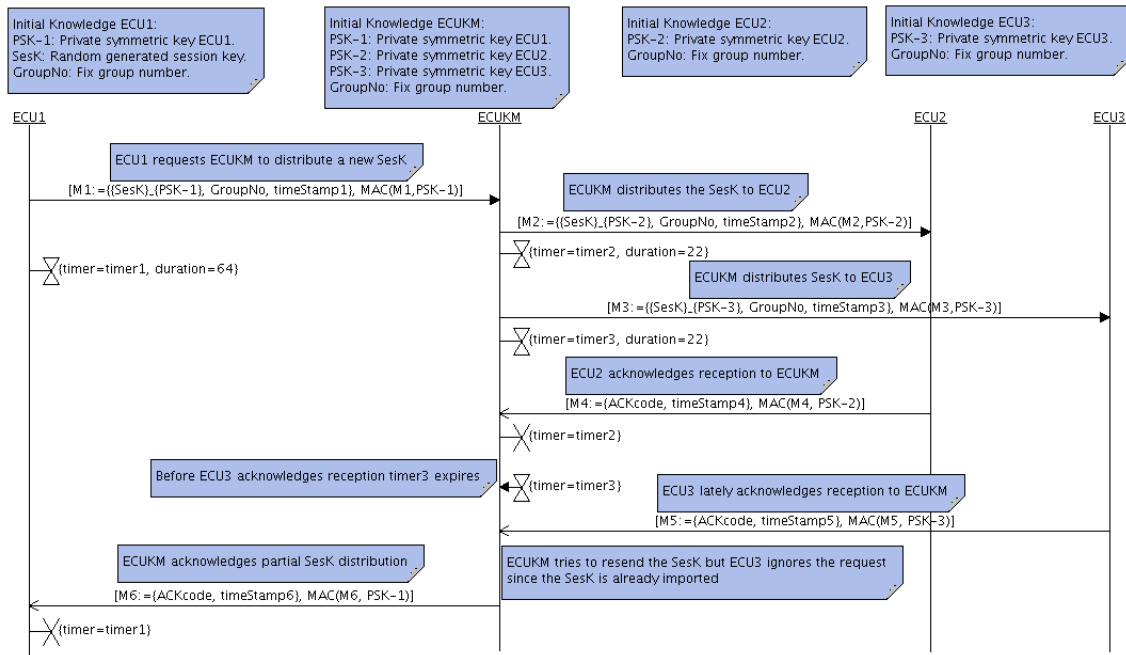 Initial Knowledge ECU1:
PSK-1: Private symmetric key ECU1.
SesK: Random generated session key.
GroupNo: Fix group number.
Initial Knowledge ECUKM:
PSK-1: Private symmetric key ECU1.
PSK-2: Private symmetric key ECU2.
PSK-3: Private symmetric key ECU3.
GroupNo: Fix group number.
Initial Knowledge ECU2:
PSK-2: Private symmetric key ECU2.
GroupNo: Fix group number.
Initial Knowledge ECU3:
PSK-3: Private symmetric key ECU3.
GroupNo: Fix group number.
ECU1
ECUKM
ECU2
ECU3
ECU1 requests ECUKM to distribute a new SesK
[M1:={{SesK}_{PSK-1}, GroupNo, timeStamp1}, MAC(M1,PSK-1)]
ECUKM distributes the SesK to ECU2
[M2:={{SesK}_{PSK-2}, GroupNo, timeStamp2}, MAC(M2,PSK-2)]
{timer=timer2, duration=22}
{timer=timer1, duration=64}
ECUKM distributes SesK to ECU3
[M3:={{SesK}_{PSK-3}, GroupNo, timeStamp3}, MAC(M3,PSK-3)]
{timer=timer3, duration=22}
ECU2 acknowledges reception to ECUKM
[M4:={ACKcode, timeStamp4}, MAC(M4, PSK-2)]
{timer=timer2}
Before ECU3 acknowledges reception timer3 expires
{timer=timer3}
ECU3 lately acknowledges reception to ECUKM
[M5:={ACKcode, timeStamp5}, MAC(M5, PSK-3)]
ECUKM acknowledges partial SesK distribution
ECUKM tries to resend the SesK but ECU3 ignores the request
since the SesK is already imported
[M6:={ACKcode, timeStamp6}, MAC(M6, PSK-1)]
{timer=timer1}